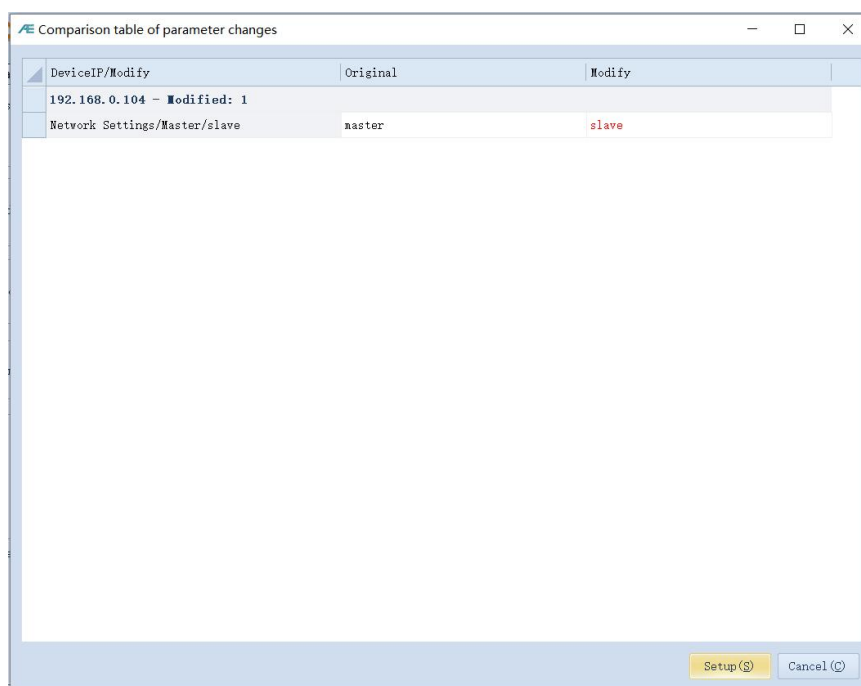 Æ Comparison table of parameter changes
DeviceIP/Modify Original Modify
192.168.0.104 - Modified: 1
Network Settings/Master/slave master slave
Setup(S) Cancel(C)